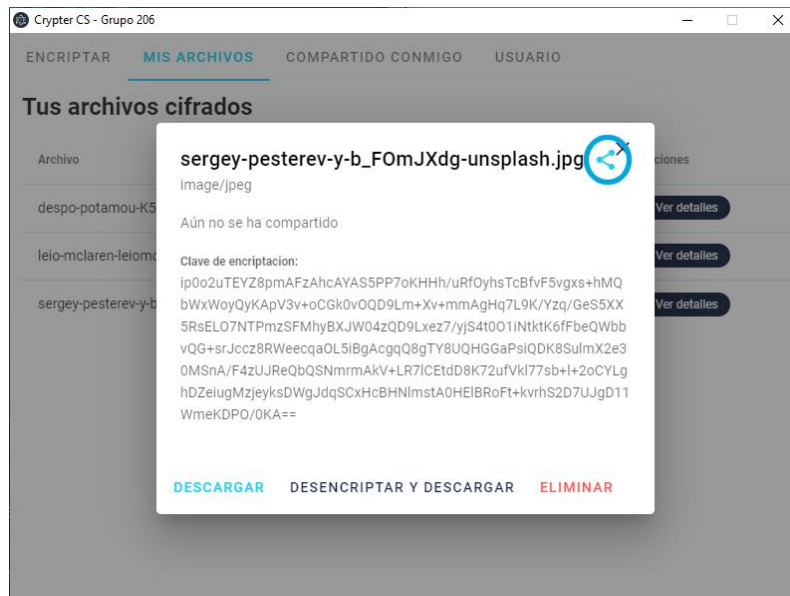 Crypter CS - Grupo 206
ENCRIPTAR MIS ARCHIVOS COMPARTIDO CONMIGO USUARIO
Tus archivos cifrados
Archivo
ciones
despo-potamou-K5
Ver detalles
leio-mclaren-leiomc
Ver detalles
sergey-pesterev-y-b
Ver detalles
sergey-pesterev-y-b_FOmJXdg-unsplash.jpg
image/jpeg
Aún no se ha compartido
Clave de encriptacion:
ip0o2uTEYZ8pmAFzAhcAYAS5PP7oKHHh/uRfOyhsTcBfvF5vgxs+hMQ
bWxWoyQyKApV3v+oCGk0vOQD9Lm+Xv+mmAgHq7L9K/Yzq/GeS5XX
5RsELO7NTPmzSFMhyBXJW04zQD9Lxez7/yjS4t0O1iNtktK6fFbeQWbb
vQG+srJccz8RWeecqaOL5iBgAcgqQ8gTY8UQHGGaPsiQDK8SulmX2e3
0MSnA/F4zUJReQbQSNmrmAkV+LR7lCEtdD8K72ufVkl77sb+l+2oCYLg
hDZeiugMzjeyksDWgJdqSCxHcBHNlmstA0HElBRoFt+kvrhS2D7UJgD11
WmeKDPO/0KA==
DESCARGAR DESENCRIPTAR Y DESCARGAR ELIMINAR